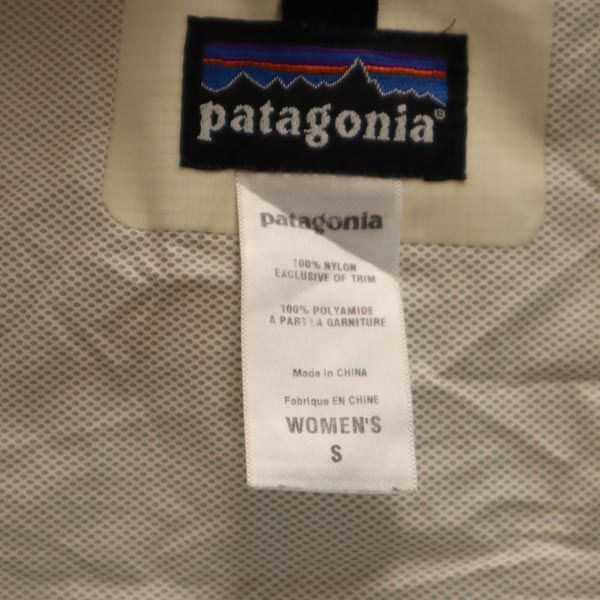 patagonia®
patagonia
100% NYLON
EXCLUSIVE OF TRIM
100% POLYAMIDE
A PART LA GARNITURE
Made in CHINA
Fabrique EN CHINE
WOMEN'S
S